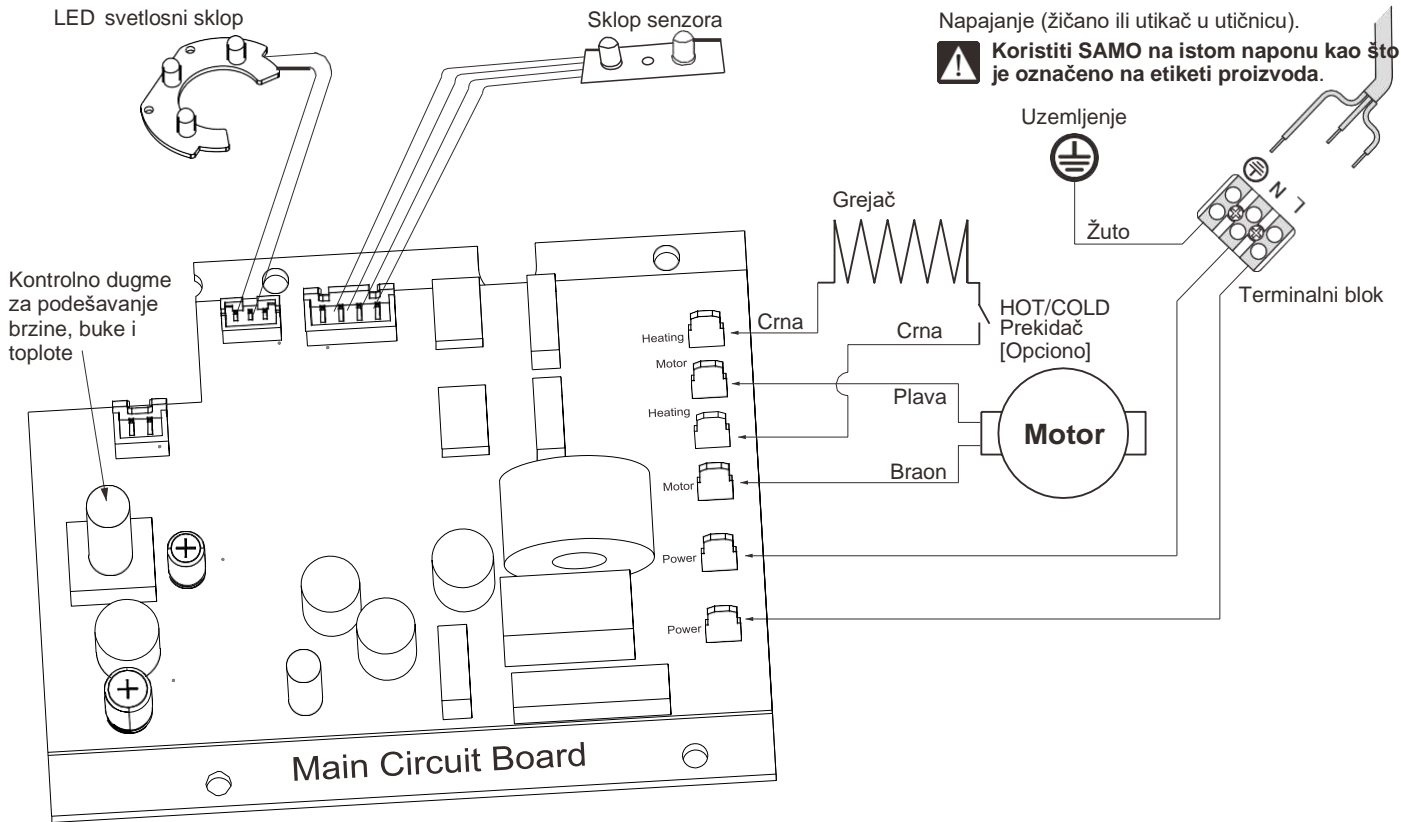 LED svetlosni sklop
Sklop senzora
Napajanje (žičano ili utikač u utičnicu).
Koristiti SAMO na istom naponu kao što
je označeno na etiketi proizvoda.
Uzemljenje
N
L
Žuto
Terminalni blok
Grejač
HOT/COLD
Prekidač
[Opciono]
Crna
Crna
Plava
Braon
Motor
Kontrolno dugme
za podešavanje
brzine, buke i
toplote
Heating
Motor
Heating
Motor
Power
Power
Main Circuit Board